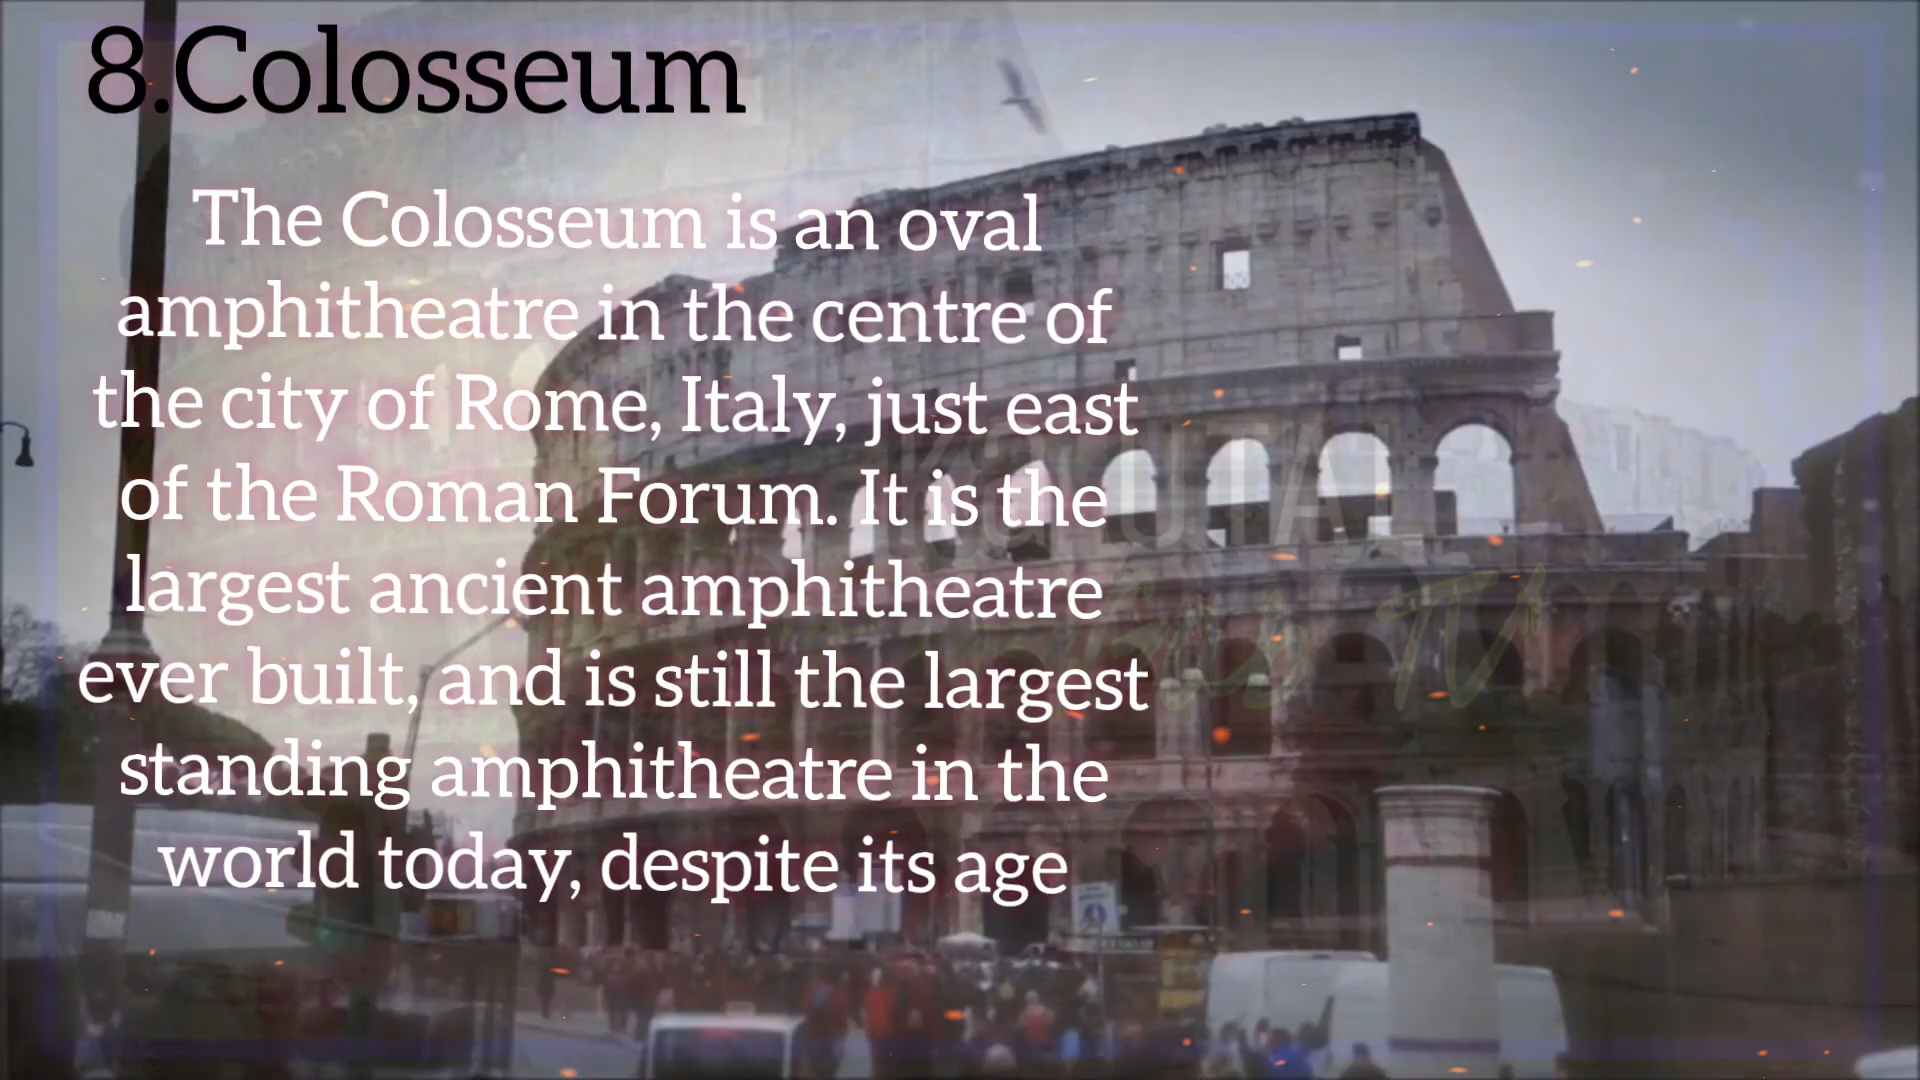 8.Colosseum
The Colosseum is an oval
amphitheatre in the centre of
the city of Rome, Italy, just east
of the Roman Forum. It is the
largest ancient amphitheatre
ever built, and is still the largest
standing amphitheatre in the
world today, despite its age
TV